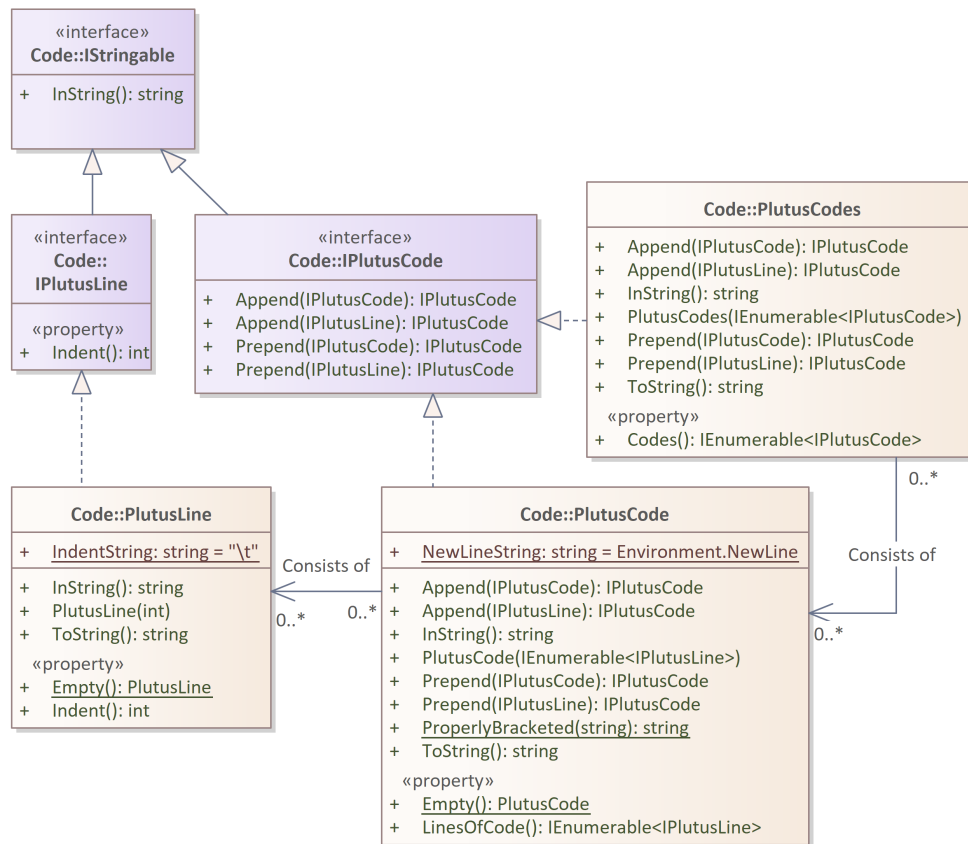 «interface»
Code::IStringable
+ InString(): string
«interface»
Code::
IPlutusLine
«property»
+ Indent(): int
«interface»
Code::IPlutusCode
+ Append(IPlutusCode): IPlutusCode
+ Append(IPlutusLine): IPlutusCode
+ Prepend(IPlutusCode): IPlutusCode
+ Prepend(IPlutusLine): IPlutusCode
Code::PlutusCodes
+ Append(IPlutusCode): IPlutusCode
+ Append(IPlutusLine): IPlutusCode
+ InString(): string
+ PlutusCodes(IEnumerable<IPlutusCode>)
+ Prepend(IPlutusCode): IPlutusCode
+ Prepend(IPlutusLine): IPlutusCode
+ ToString(): string
«property»
+ Codes(): IEnumerable<IPlutusCode>
0..*
Consists of
0..*
Code::PlutusLine
+ IndentString: string = "\t"
+ InString(): string
+ PlutusLine(int)
+ ToString(): string
«property»
+ Empty(): PlutusLine
+ Indent(): int
Consists of
0..*
0..*
Code::PlutusCode
+ NewLineString: string = Environment.NewLine
+ Append(IPlutusCode): IPlutusCode
+ Append(IPlutusLine): IPlutusCode
+ InString(): string
+ PlutusCode(IEnumerable<IPlutusLine>)
+ Prepend(IPlutusCode): IPlutusCode
+ Prepend(IPlutusLine): IPlutusCode
+ ProperlyBracketed(string): string
+ ToString(): string
«property»
+ Empty(): PlutusCode
+ LinesOfCode(): IEnumerable<IPlutusLine>